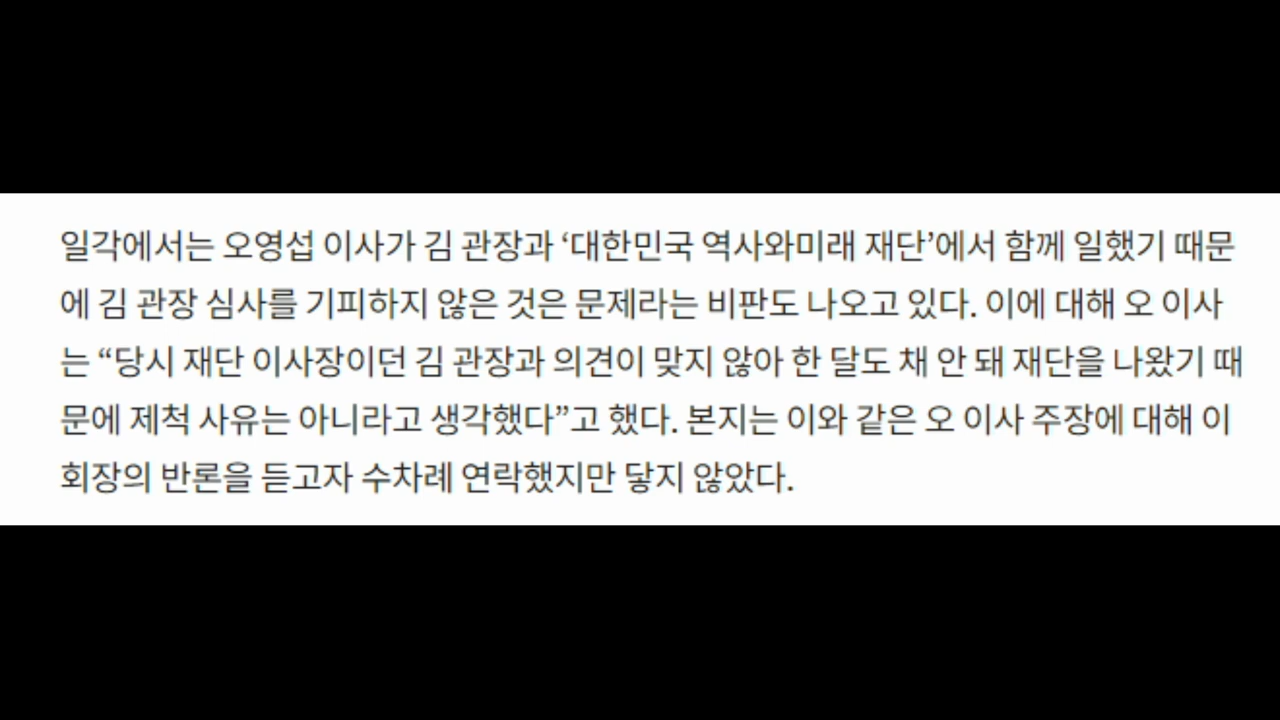 일각에서는 오영섭 이사가 김 관장과 ‘대한민국 역사와미래 재단’에서 함께 일했기 때문
에 김 관장 심사를 기피하지 않은 것은 문제라는 비판도 나오고 있다. 이에 대해 오 이사
는 “당시 재단 이사장이던 김 관장과 의견이 맞지 않아 한 달도 채 안 돼 재단을 나왔기 때
문에 제척 사유는 아니라고 생각했다”고 했다. 본지는 이와 같은 오 이사 주장에 대해 이
회장의 반론을 듣고자 수차례 연락했지만 닿지 않았다.